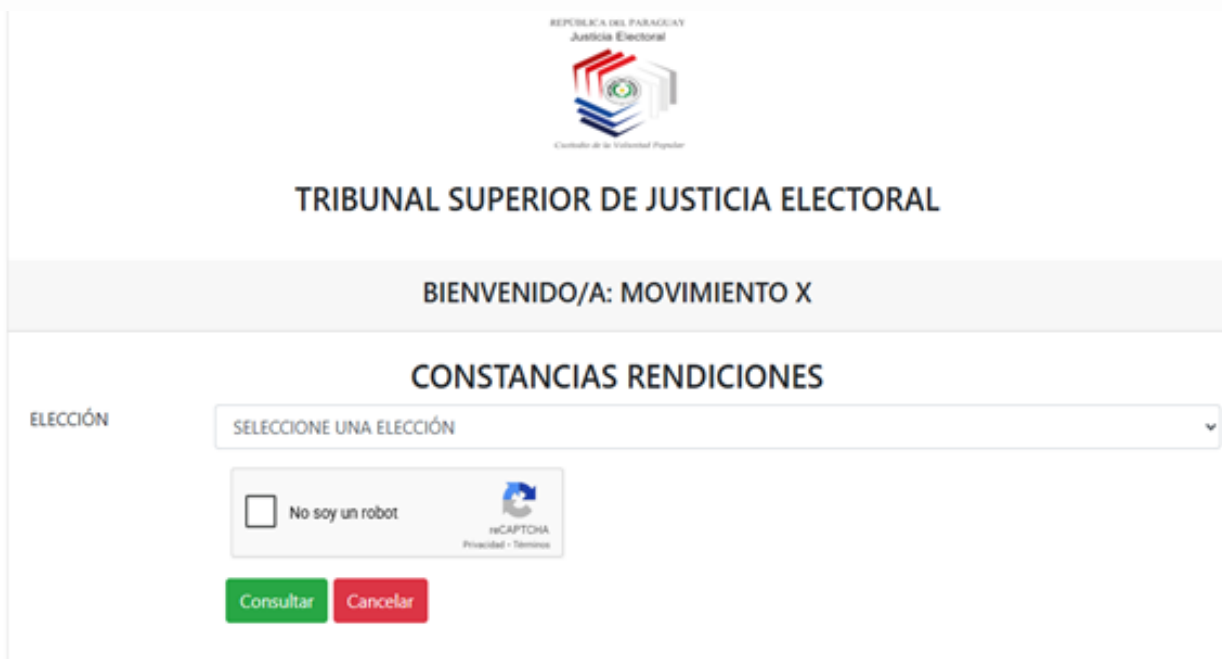 REPÚBLICA DEL PARAGUAY
Justicia Electoral
Custodio de la Voluntad Popular
TRIBUNAL SUPERIOR DE JUSTICIA ELECTORAL
BIENVENIDO/A: MOVIMIENTO X
CONSTANCIAS RENDICIONES
ELECCIÓN
SELECCIONE UNA ELECCIÓN
No soy un robot
reCAPTCHA
Privacidad - Términos
Consultar Cancelar